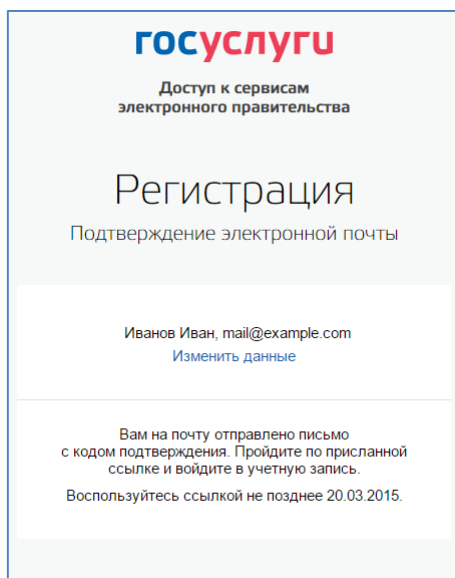 госуслуги
Доступ к сервисам
электронного правительства
Регистрация
Подтверждение электронной почты
Иванов Иван, mail@example.com
Изменить данные
Вам на почту отправлено письмо
с кодом подтверждения. Пройдите по присланной
ссылке и войдите в учетную запись.
Воспользуйтесь ссылкой не позднее 20.03.2015.